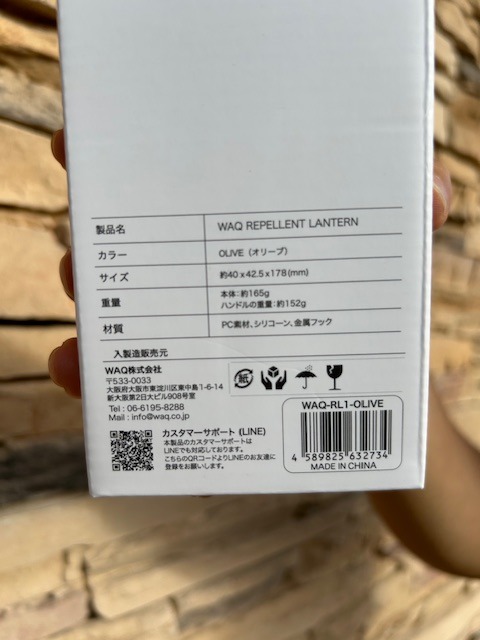 製品名 WAQ REPELLENT LANTERN
カラー OLIVE（オリーブ）
サイズ 約40 x 42.5 x 178(mm)
重量 本体：約165g
ハンドルの重量：約152g
材質 PC素材、シリコーン、金属フック
入製造販売元
WAQ株式会社
〒533-0033
大阪府大阪市東淀川区東中島1-6-14
新大阪第2日大ビル908号室
Tel : 06-6195-8288
Mail : info@waq.co.jp
カスタマーサポート (LINE)
本製品のカスタマーサポートは
LINEでも対応しております。
こちらのQRコードよりLINEのお友達に
登録をお願いします。
紙
WAQ-RL1-OLIVE
4 589825 632734
MADE IN CHINA